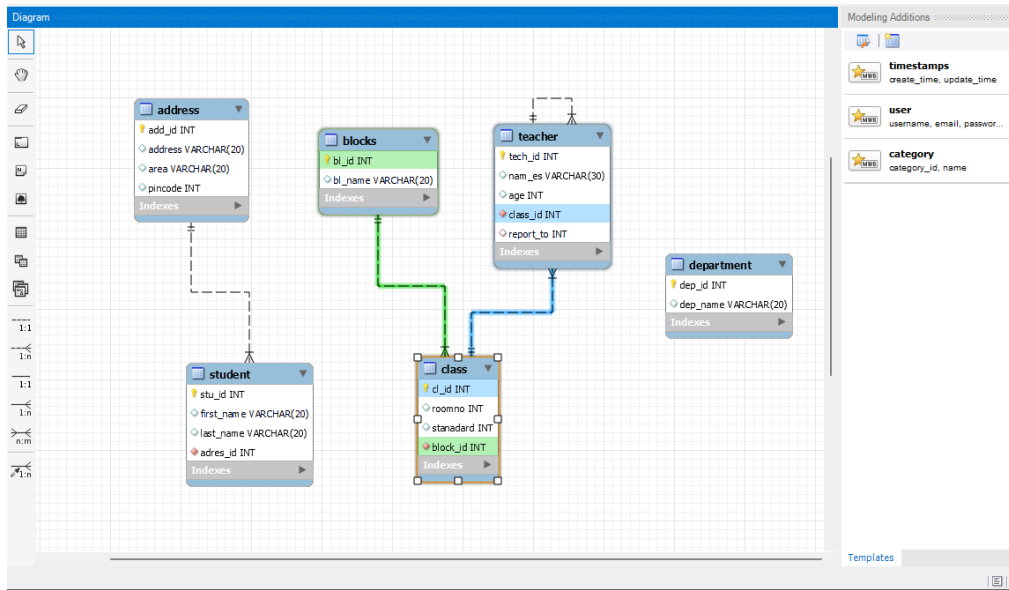 Diagram
address
add_id INT
address VARCHAR(20)
area VARCHAR(20)
pincode INT
Indexes
blocks
bl_id INT
bl_name VARCHAR(20)
Indexes
teacher
tech_id INT
nam_es VARCHAR(30)
age INT
class_id INT
report_to INT
Indexes
department
dep_id INT
dep_name VARCHAR(20)
Indexes
student
stu_id INT
first_name VARCHAR(20)
last_name VARCHAR(20)
adres_id INT
Indexes
class
cl_id INT
roomno INT
stanadard INT
block_id INT
Indexes
1:1
1:n
1:1
1:n
n:m
1:n
Modeling Additions
timestamps
create_time, update_time
user
username, email, passwor...
category
category_id, name
Templates